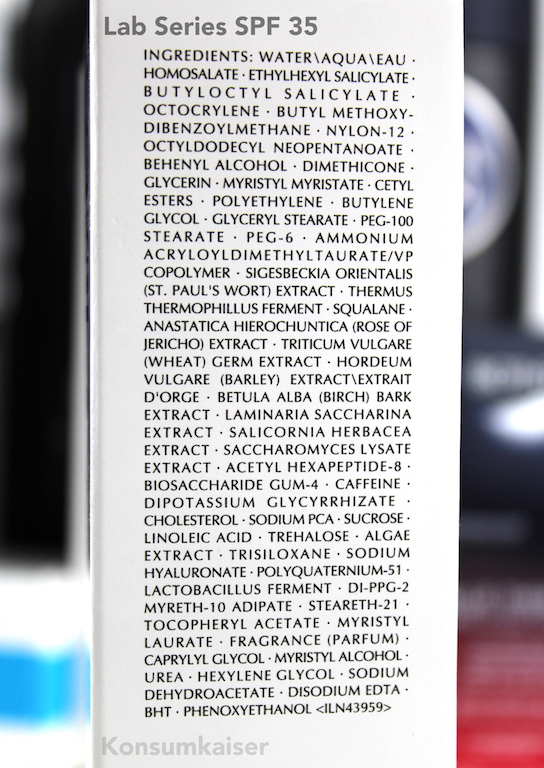 Lab Series SPF 35
INGREDIENTS: WATER\AQUA\EAU ·
HOMOSALATE · ETHYLHEXYL SALICYLATE ·
BUTYLOCTYL SALICYLATE ·
OCTOCRYLENE · BUTYL METHOXY-
DIBENZOYLMETHANE · NYLON-12 ·
OCTYLDODECYL NEOPENTANOATE ·
BEHENYL ALCOHOL · DIMETHICONE ·
GLYCERIN · MYRISTYL MYRISTATE · CETYL
ESTERS · POLYETHYLENE · BUTYLENE
GLYCOL · GLYCERYL STEARATE · PEG-100
STEARATE · PEG-6 · AMMONIUM
ACRYLOYLDIMETHYLTAURATE/VP
COPOLYMER · SIGESBECKIA ORIENTALIS
(ST. PAUL'S WORT) EXTRACT · THERMUS
THERMOPHILLUS FERMENT · SQUALANE ·
ANASTATICA HIEROCHUNTICA (ROSE OF
JERICHO) EXTRACT · TRITICUM VULGARE
(WHEAT) GERM EXTRACT · HORDEUM
VULGARE (BARLEY) EXTRACT\EXTRAIT
D'ORGE · BETULA ALBA (BIRCH) BARK
EXTRACT · LAMINARIA SACCHARINA
EXTRACT · SALICORNIA HERBACEA
EXTRACT · SACCHAROMYCES LYSATE
EXTRACT · ACETYL HEXAPEPTIDE-8 ·
BIOSACCHARIDE GUM-4 · CAFFEINE ·
DIPOTASSIUM GLYCYRRHIZATE ·
CHOLESTEROL · SODIUM PCA · SUCROSE ·
LINOLEIC ACID · TREHALOSE · ALGAE
EXTRACT · TRISILOXANE · SODIUM
HYALURONATE · POLYQUATERNIUM-51 ·
LACTOBACILLUS FERMENT · DI-PPG-2
MYRETH-10 ADIPATE · STEARETH-21 ·
TOCOPHERYL ACETATE · MYRISTYL
LAURATE · FRAGRANCE (PARFUM) ·
CAPRYLYL GLYCOL · MYRISTYL ALCOHOL ·
UREA · HEXYLENE GLYCOL · SODIUM
DEHYDROACETATE · DISODIUM EDTA ·
BHT · PHENOXYETHANOL <ILN43959>
Konsumkaiser